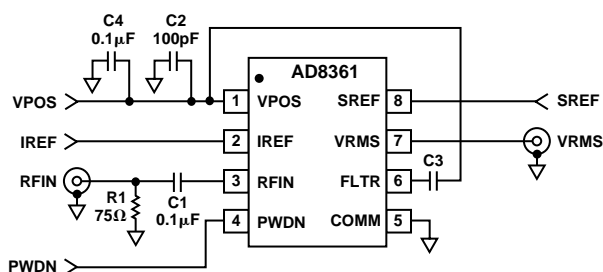 C4
0.1μF
C2
100pF
AD8361
VPOS
1
VPOS
SREF
8
SREF
IREF
2
IREF
VRMS
7
VRMS
RFIN
R1
75Ω
C1
0.1μF
3
RFIN
FLTR
6
C3
PWDN
4
PWDN
COMM
5